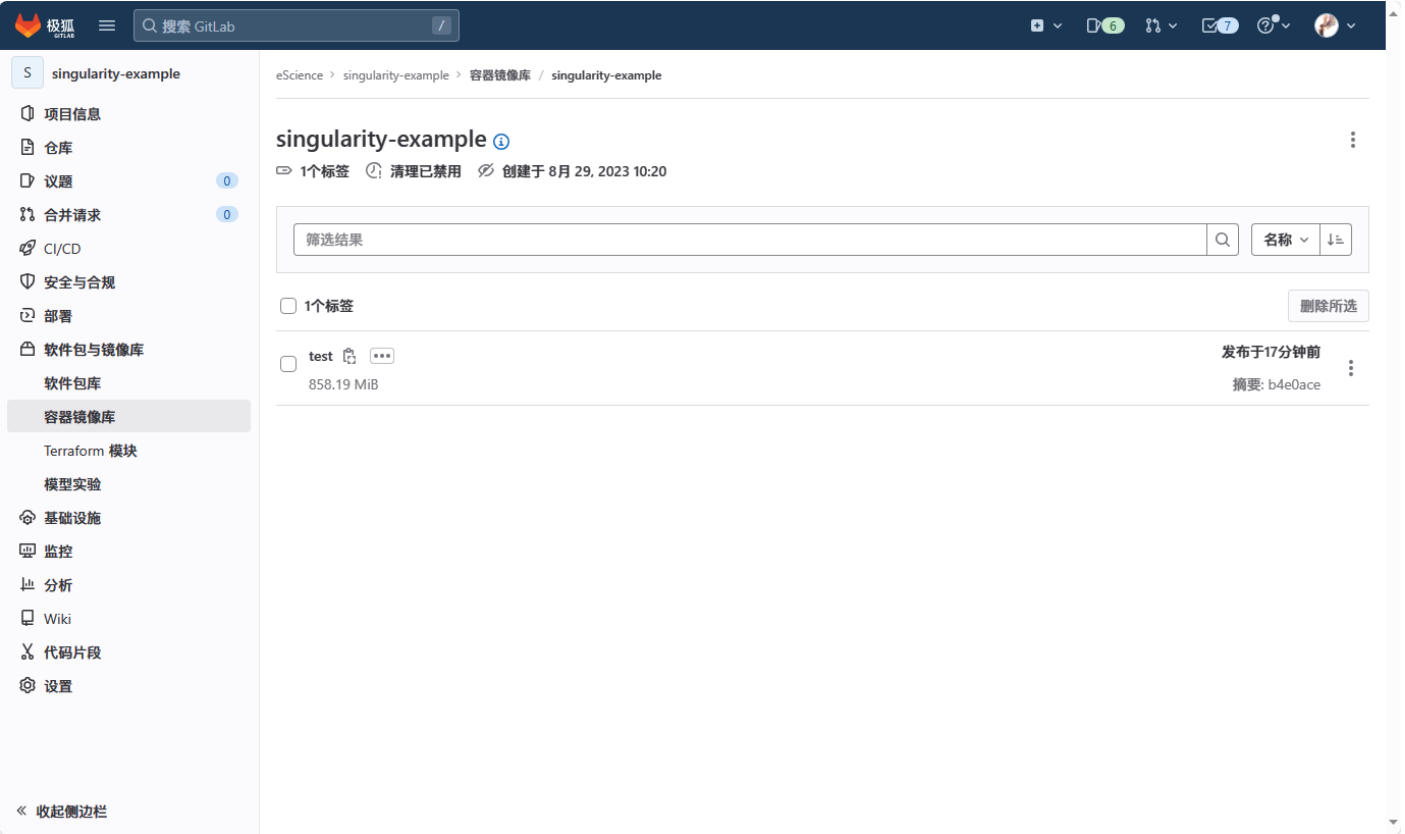 极狐 GITLAB
搜索 GitLab /
6
7
S singularity-example
项目信息
仓库
议题 0
合并请求 0
CI/CD
安全与合规
部署
软件包与镜像库
软件包库
容器镜像库
Terraform 模块
模型实验
基础设施
监控
分析
Wiki
代码片段
设置
收起侧边栏
eScience › singularity-example › 容器镜像库 / singularity-example
singularity-example
1个标签 清理已禁用 创建于 8月 29, 2023 10:20
筛选结果 名称
1个标签 删除所选
test 发布于17分钟前
858.19 MiB 摘要: b4e0ace